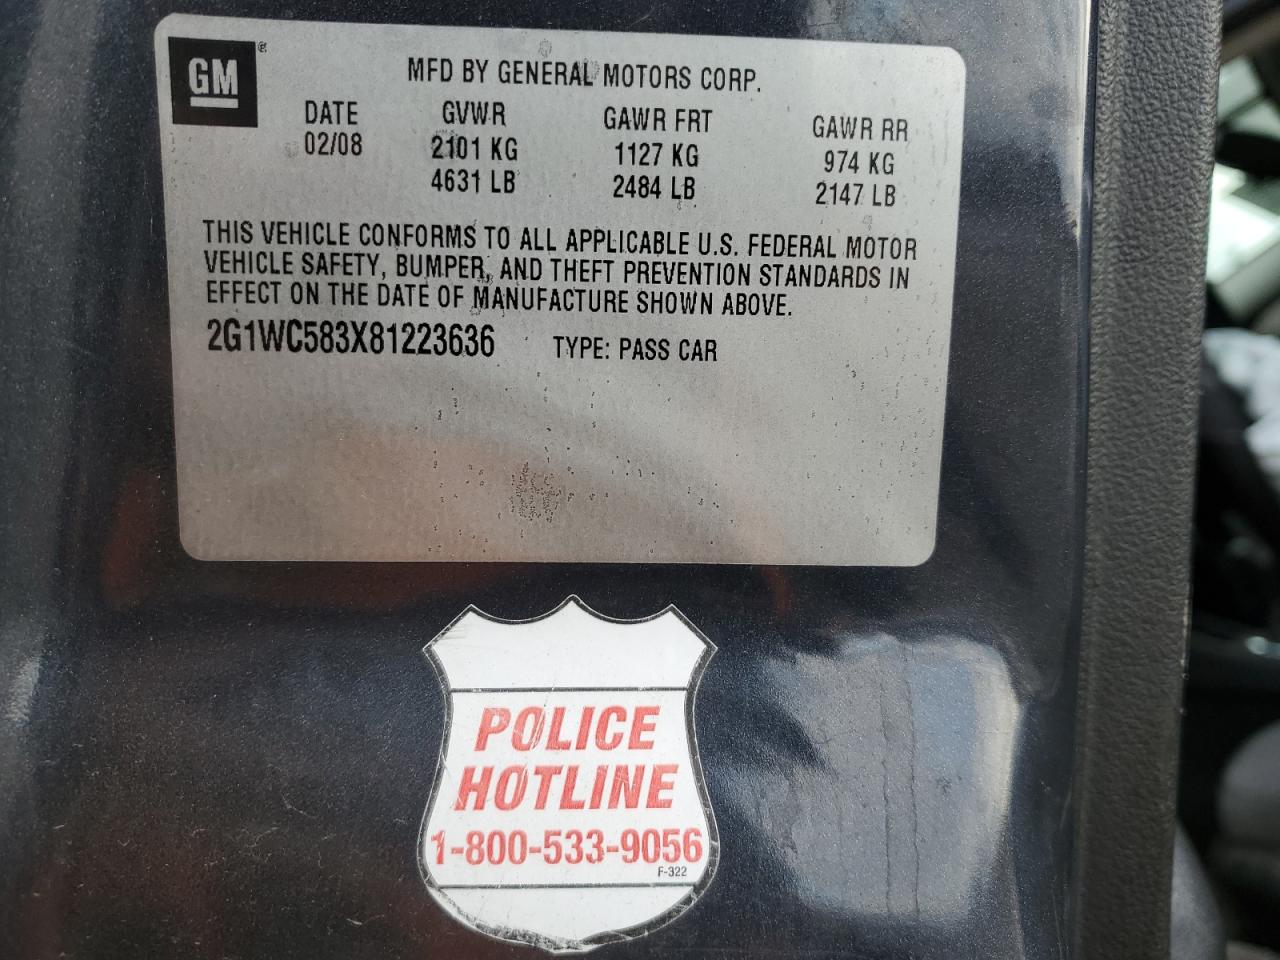 GM®
MFD BY GENERAL MOTORS CORP.
DATE GVWR GAWR FRT GAWR RR
02/08 2101 KG 1127 KG 974 KG
4631 LB 2484 LB 2147 LB
THIS VEHICLE CONFORMS TO ALL APPLICABLE U.S. FEDERAL MOTOR
VEHICLE SAFETY, BUMPER, AND THEFT PREVENTION STANDARDS IN
EFFECT ON THE DATE OF MANUFACTURE SHOWN ABOVE.
2G1WC583X81223636 TYPE: PASS CAR
POLICE
HOTLINE
1-800-533-9056
F-322